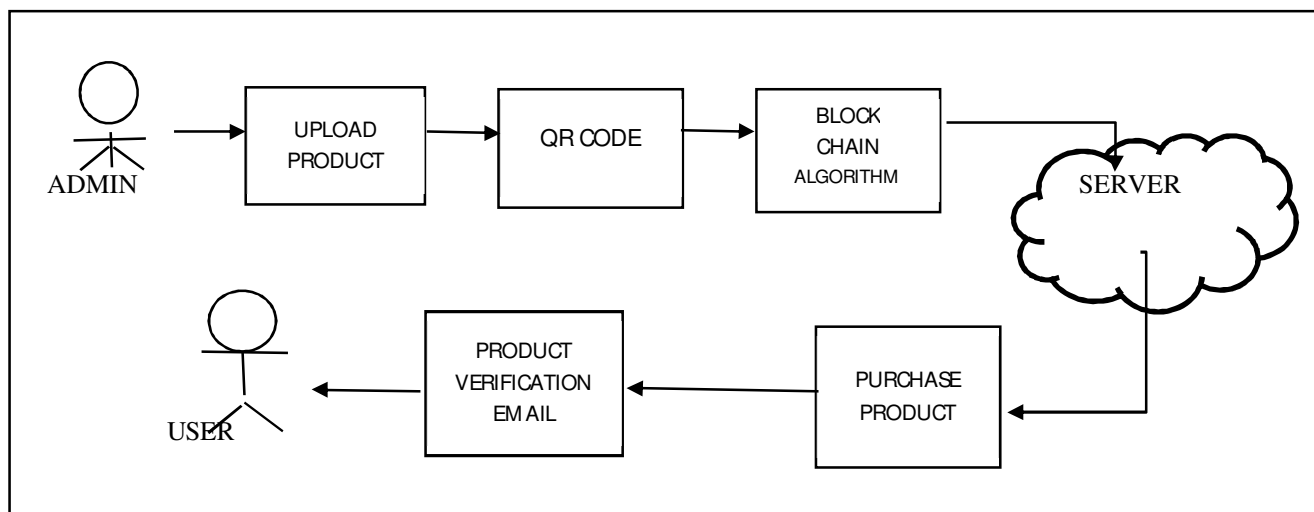 ADMIN
UPLOAD
PRODUCT
QR CODE
BLOCK
CHAIN
ALGORITHM
SERVER
USER
PRODUCT
VERIFICATION
EMAIL
PURCHASE
PRODUCT